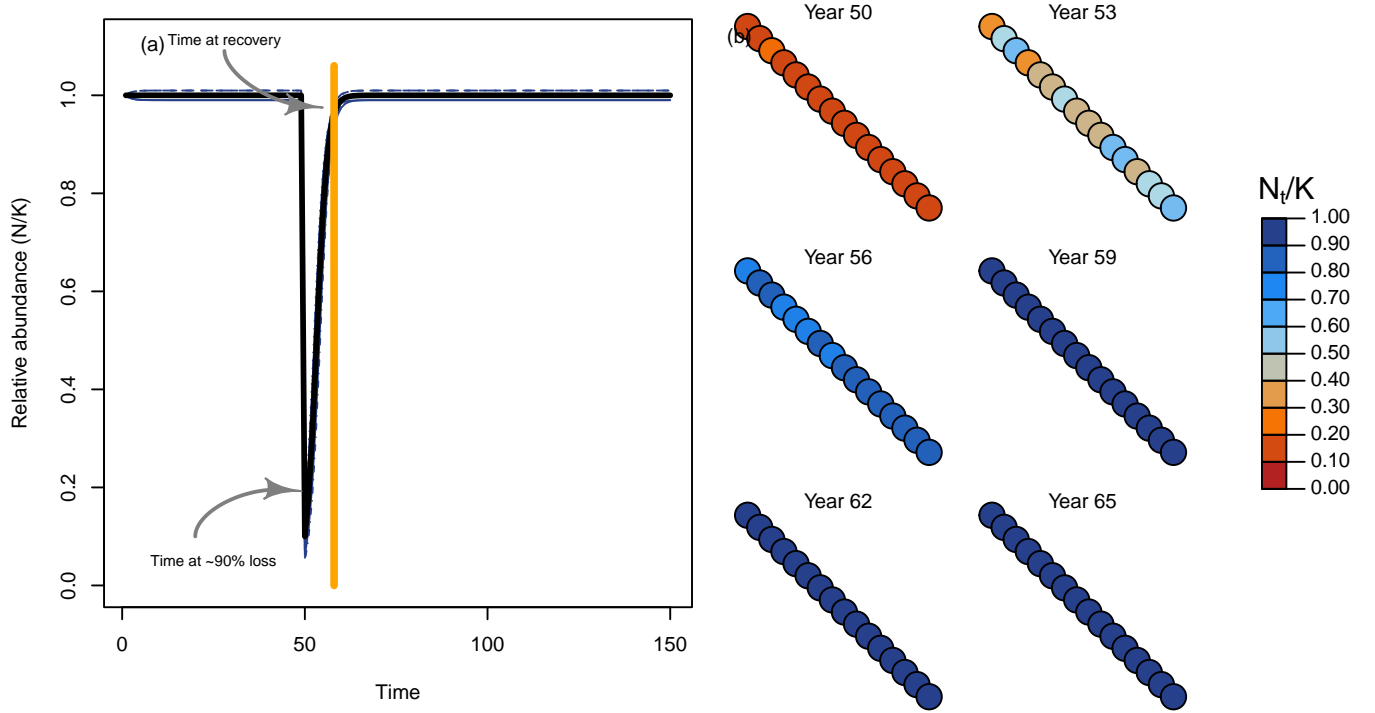 (a) Time at recovery
Time at ~90% loss
Relative abundance (N/K)
0.0
0.2
0.4
0.6
0.8
1.0
0
50
100
150
Time
(b)
Year 50
Year 53
Year 56
Year 59
Year 62
Year 65
Nₜ/K
1.00
0.90
0.80
0.70
0.60
0.50
0.40
0.30
0.20
0.10
0.00